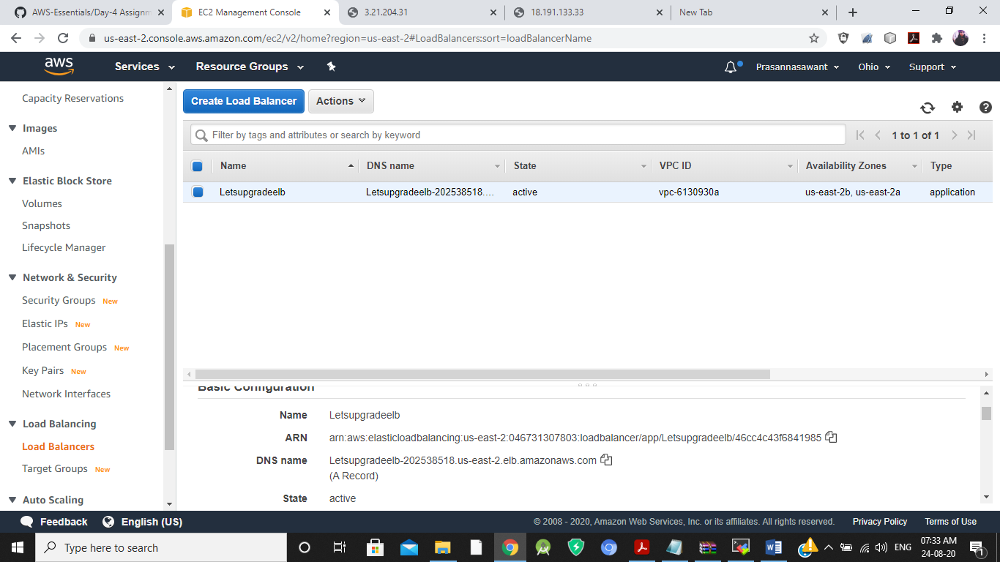 AWS-Essentials/Day-4 Assignm
EC2 Management Console
3.21.204.31
18.191.133.33
New Tab
us-east-2.console.aws.amazon.com/ec2/v2/home?region=us-east-2#LoadBalancers:sort=loadBalancerName
aws
Services
Resource Groups
Prasannasawant
Ohio
Support
Capacity Reservations
Images
AMIs
Elastic Block Store
Volumes
Snapshots
Lifecycle Manager
Network & Security
Security Groups New
Elastic IPs New
Placement Groups New
Key Pairs New
Network Interfaces
Load Balancing
Load Balancers
Target Groups New
Auto Scaling
Create Load Balancer
Actions
Filter by tags and attributes or search by keyword
1 to 1 of 1
Name DNS name State VPC ID Availability Zones Type
Letsupgradeelb Letsupgradeelb-202538518.... active vpc-6130930a us-east-2b, us-east-2a application
Basic Configuration
Name Letsupgradeelb
ARN arn:aws:elasticloadbalancing:us-east-2:046731307803:loadbalancer/app/Letsupgradeelb/46cc4c43f6841985
DNS name Letsupgradeelb-202538518.us-east-2.elb.amazonaws.com
(A Record)
State active
Feedback
English (US)
© 2008 - 2020, Amazon Web Services, Inc. or its affiliates. All rights reserved.
Privacy Policy
Terms of Use
Type here to search
ENG
07:33 AM
24-08-20
1